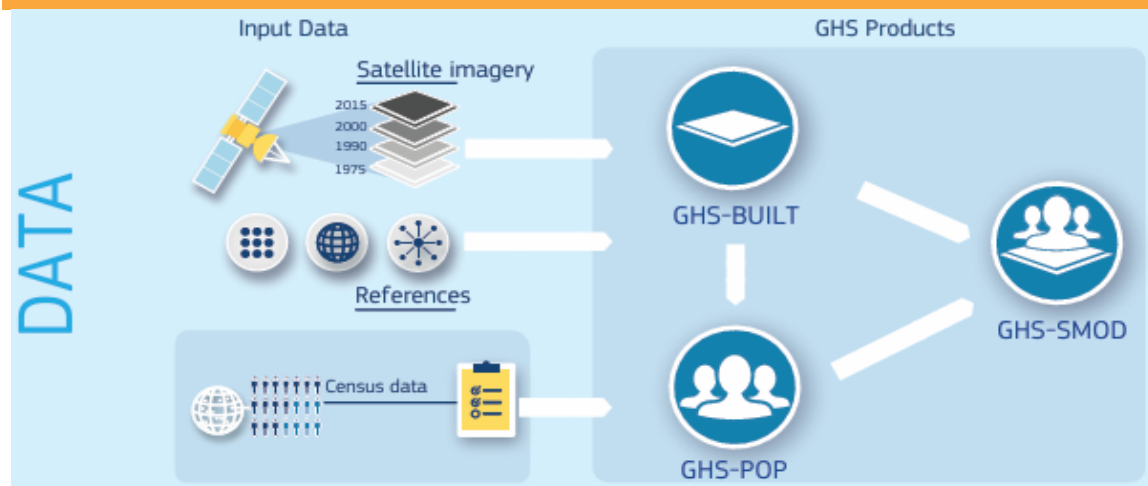 Input Data
GHS Products
DATA
Satellite imagery
2015
2000
1990
1975
References
Census data
GHS-BUILT
GHS-POP
GHS-SMOD